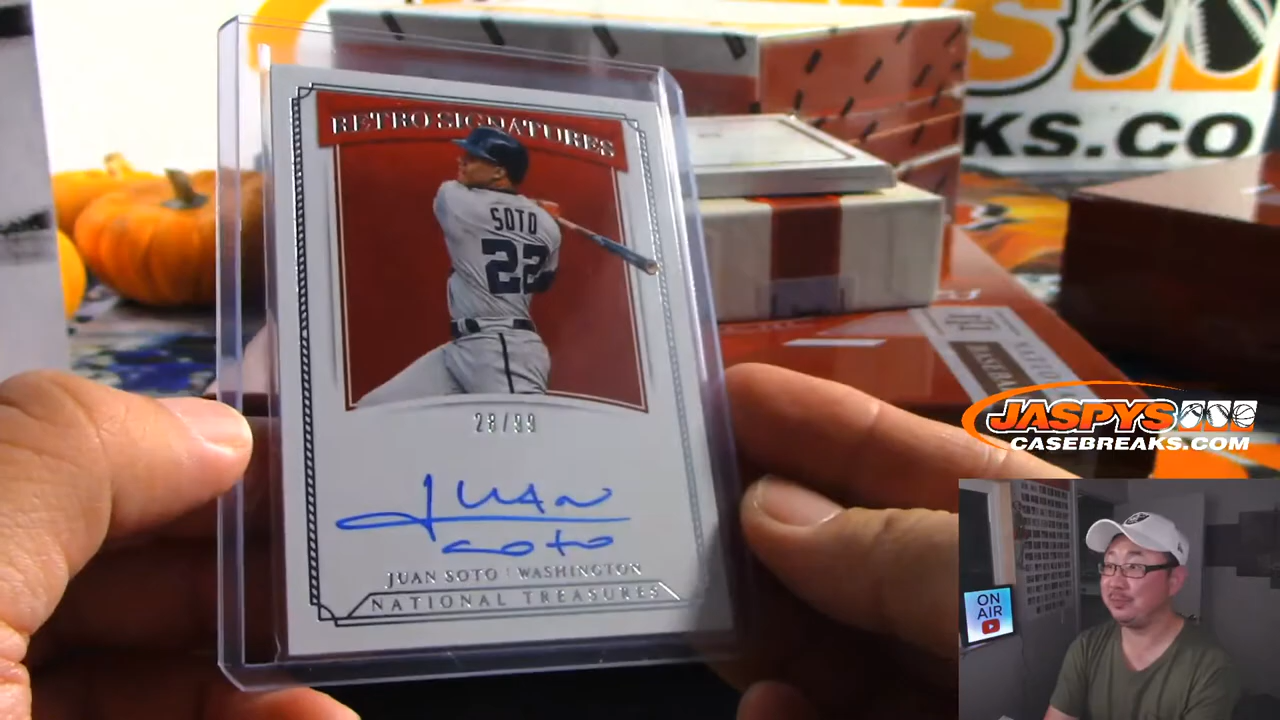 RETRO SIGNATURES
SOTO
22
28/99
JUAN
SOTO
JUAN SOTO | WASHINGTON
NATIONAL TREASURES
KS.CO
JASPYS
CASEBREAKS.COM
ON
AIR